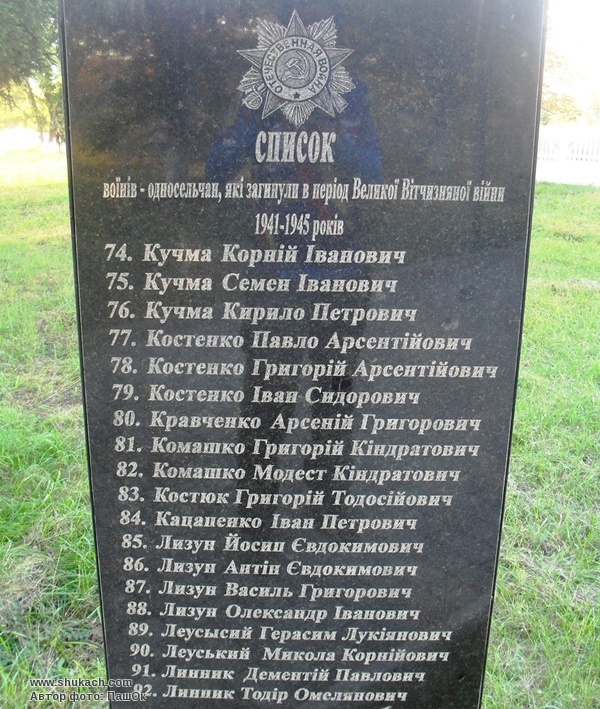 ОТЕЧЕСТВЕННАЯ ВОЙНА
СПИСОК
воїнів - односельчан, які загинули в період Великої Вітчизняної війни
1941-1945 років
74. Кучма Корній Іванович
75. Кучма Семен Іванович
76. Кучма Кирило Петрович
77. Костенко Павло Арсентійович
78. Костенко Григорій Арсентійович
79. Костенко Іван Сидорович
80. Кравченко Арсеній Григорович
81. Комашко Григорій Кіндратович
82. Комашко Модест Кіндратович
83. Костюк Григорій Тодосійович
84. Кацапенко Іван Петрович
85. Лизун Йосип Євдокимович
86. Лизун Антін Євдокимович
87. Лизун Василь Григорович
88. Лизун Олександр Іванович
89. Леусысий Герасим Лукіянович
90. Леуський Микола Корнійович
91. Линник Дементій Павлович
92. Линник Тодір Омелянович
www.shukach.com
Автор фото: ПашОк